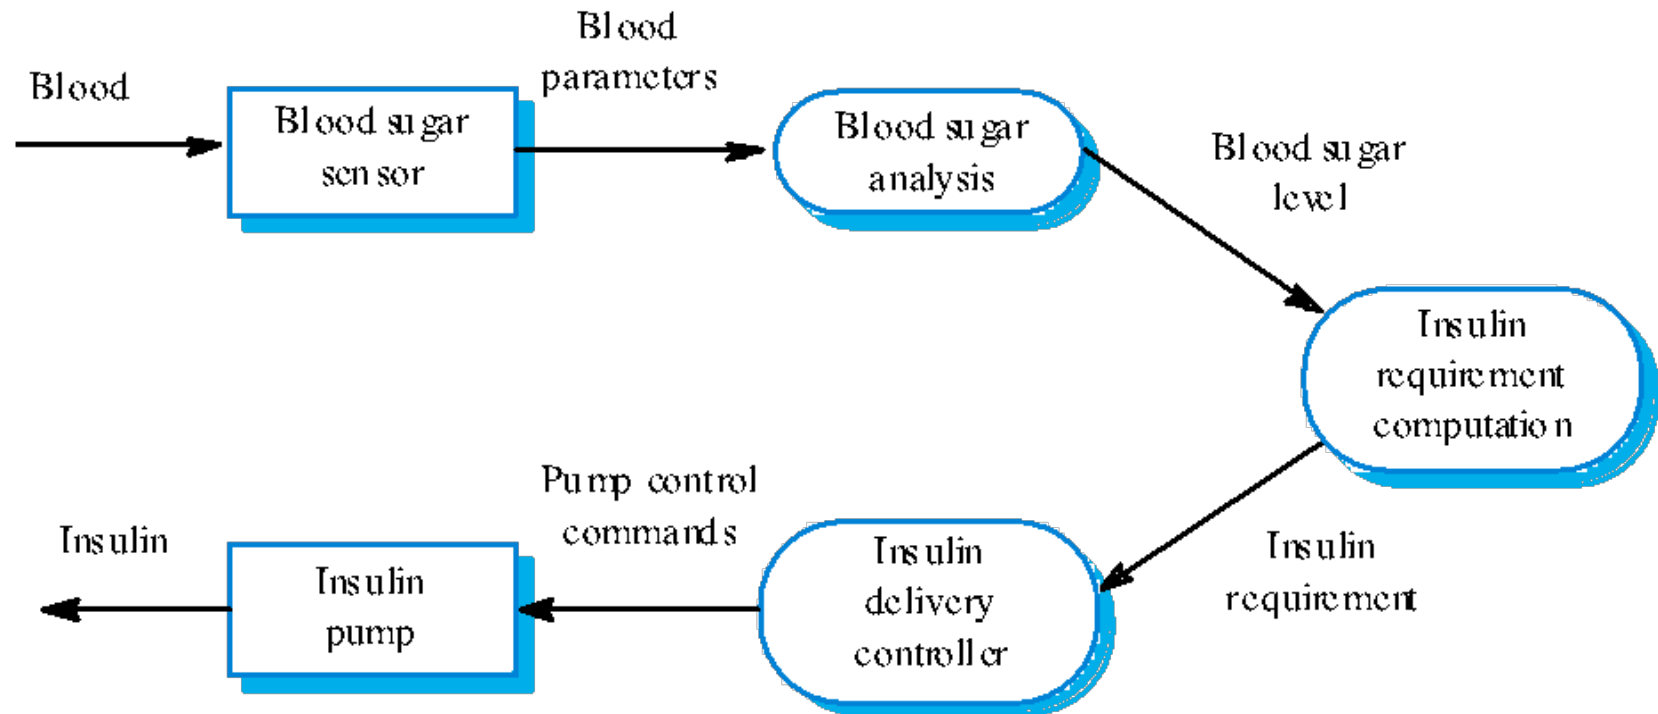 Blood
Blood sugar
sensor
Blood
parameters
Blood sugar
analysis
Blood sugar
level
Insulin
requirement
computation
Insulin
requirement
Insulin
delivery
controller
Pump control
commands
Insulin
pump
Insulin